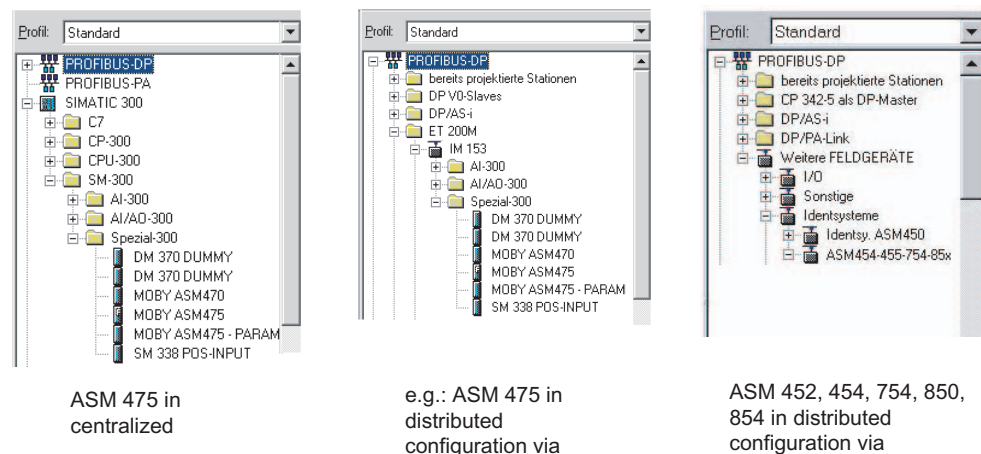 Profil: Standard
PROFIBUS-DP
PROFIBUS-PA
SIMATIC 300
C7
CP-300
CPU-300
SM-300
AI-300
AI/AO-300
Spezial-300
DM 370 DUMMY
DM 370 DUMMY
MOBY ASM470
MOBY ASM475
MOBY ASM475 - PARAM
SM 338 POS-INPUT
ASM 475 in
centralized
Profil: Standard
PROFIBUS-DP
bereits projektierte Stationen
DP V0-Slaves
DP/AS-i
ET 200M
IM 153
AI-300
AI/AO-300
Spezial-300
DM 370 DUMMY
DM 370 DUMMY
MOBY ASM470
MOBY ASM475
MOBY ASM475 - PARAM
SM 338 POS-INPUT
e.g.: ASM 475 in
distributed
configuration via
Profil: Standard
PROFIBUS-DP
bereits projektierte Stationen
CP 342-5 als DP-Master
DP/AS-i
DP/PA-Link
Weitere FELDGERÄTE
I/O
Sonstige
Identsysteme
Identsy. ASM450
ASM454-455-754-85x
ASM 452, 454, 754, 850,
854 in distributed
configuration via